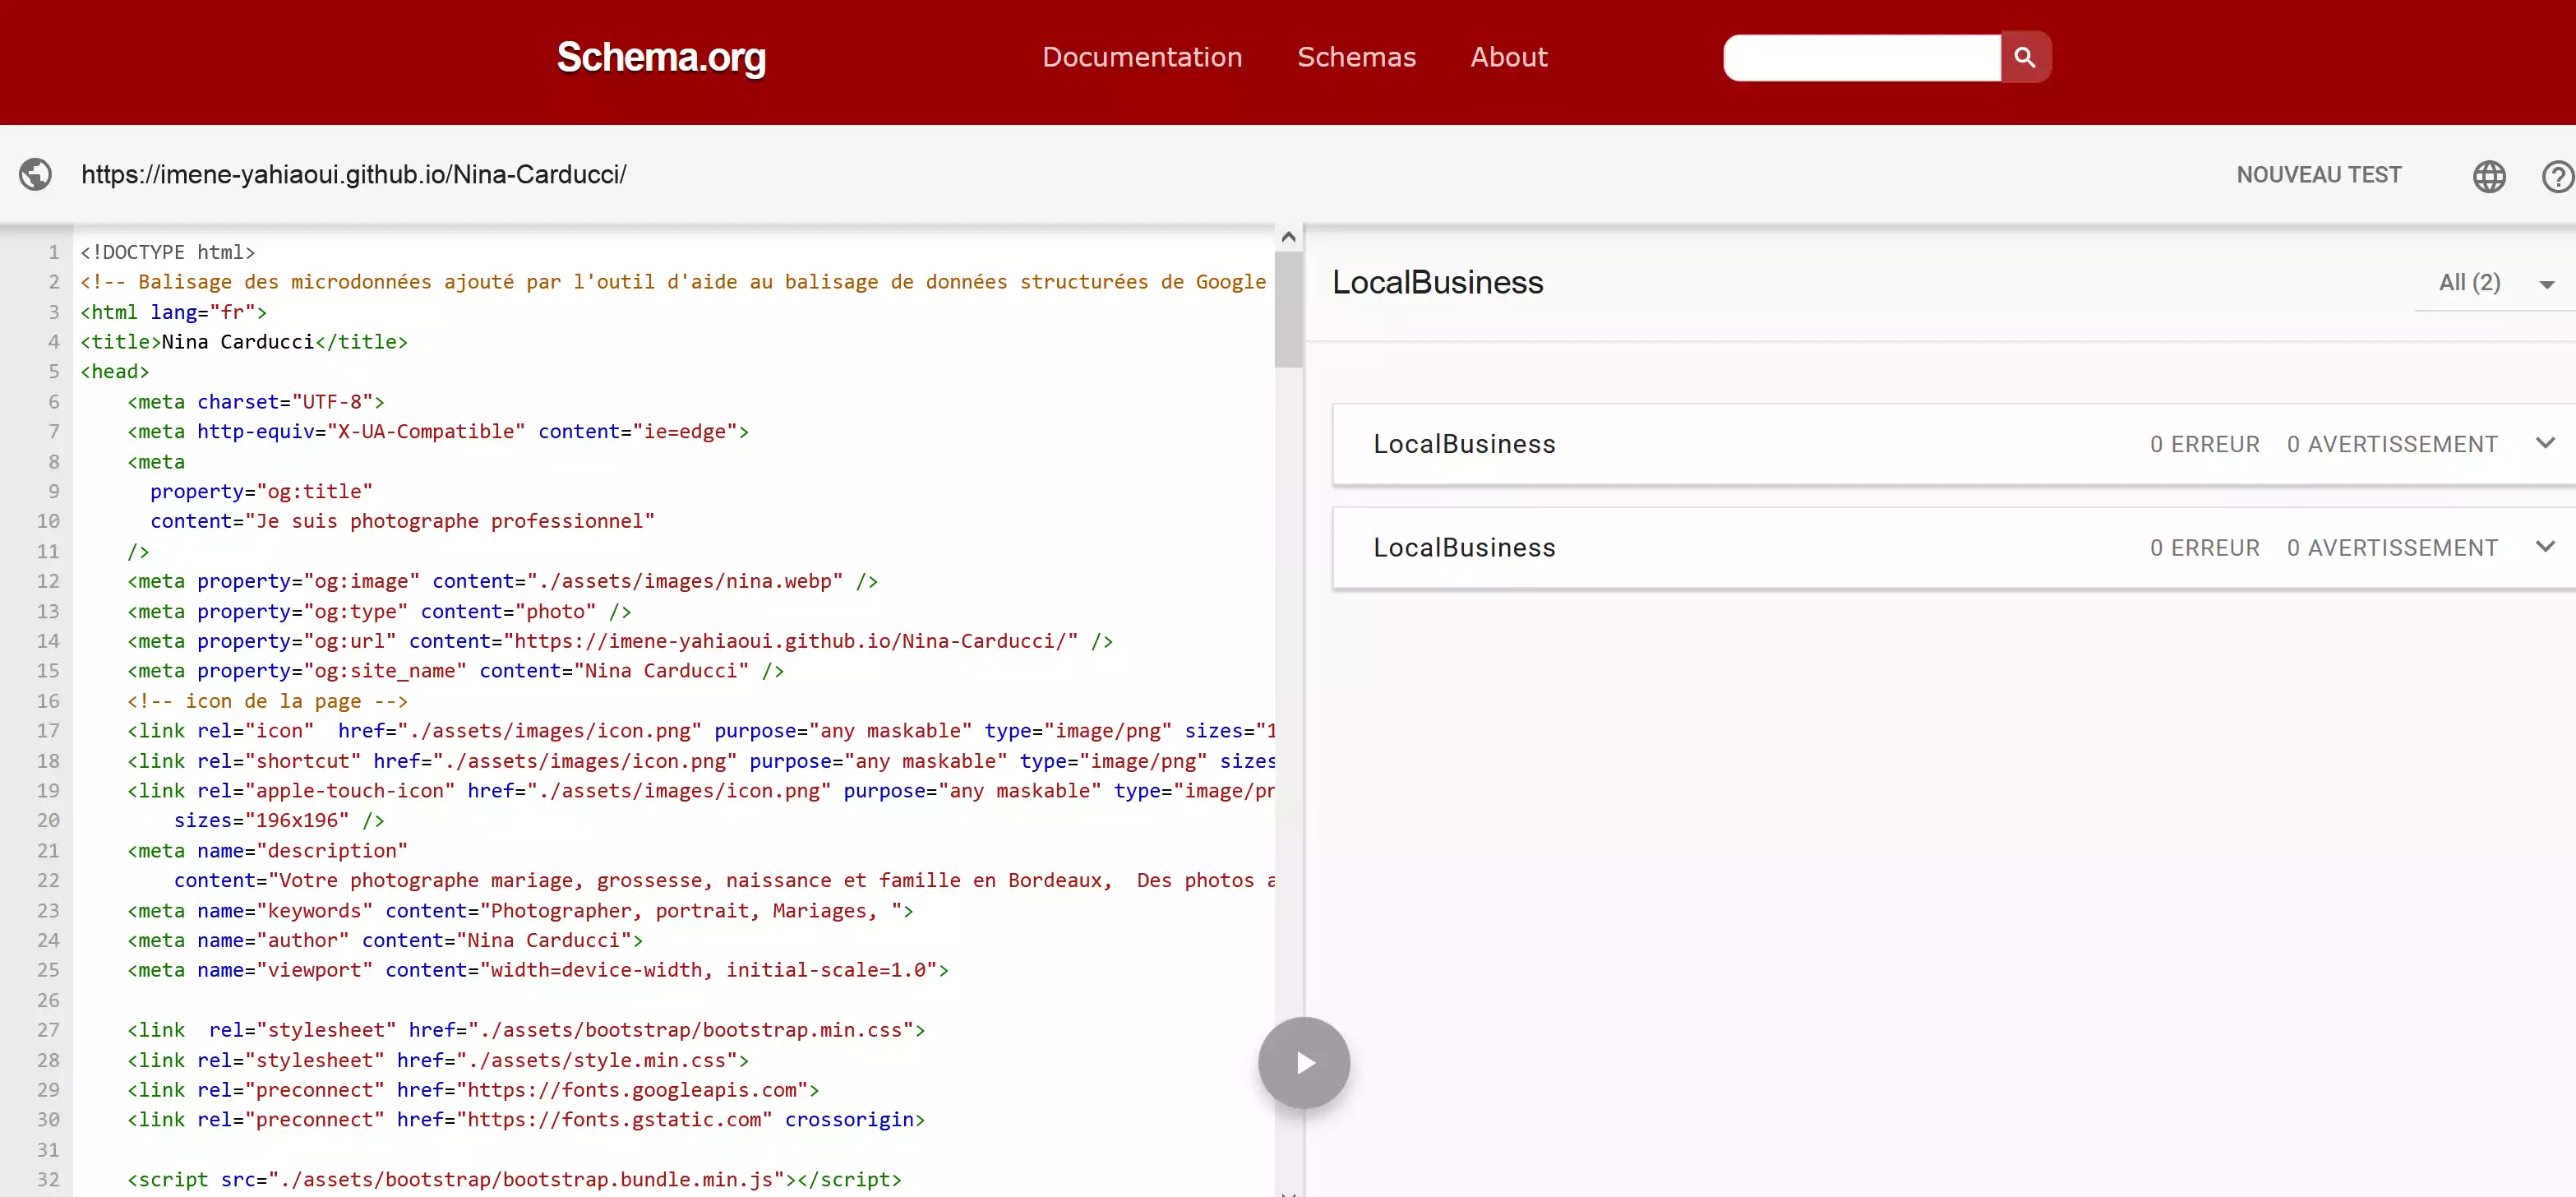 Schema.org
Documentation
Schemas
About
https://imene-yahiaoui.github.io/Nina-Carducci/
NOUVEAU TEST
1 <!DOCTYPE html>
2 <!-- Balisage des microdonnées ajouté par l'outil d'aide au balisage de données structurées de Google
3 <html lang="fr">
4 <title>Nina Carducci</title>
5 <head>
6 <meta charset="UTF-8">
7 <meta http-equiv="X-UA-Compatible" content="ie=edge">
8 <meta
9 property="og:title"
10 content="Je suis photographe professionnel"
11 />
12 <meta property="og:image" content="./assets/images/nina.webp" />
13 <meta property="og:type" content="photo" />
14 <meta property="og:url" content="https://imene-yahiaoui.github.io/Nina-Carducci/" />
15 <meta property="og:site_name" content="Nina Carducci" />
16 <!-- icon de la page -->
17 <link rel="icon"  href="./assets/images/icon.png" purpose="any maskable" type="image/png" sizes="1
18 <link rel="shortcut" href="./assets/images/icon.png" purpose="any maskable" type="image/png" sizes
19 <link rel="apple-touch-icon" href="./assets/images/icon.png" purpose="any maskable" type="image/pr
20 sizes="196x196" />
21 <meta name="description"
22 content="Votre photographe mariage, grossesse, naissance et famille en Bordeaux,  Des photos a
23 <meta name="keywords" content="Photographer, portrait, Mariages, ">
24 <meta name="author" content="Nina Carducci">
25 <meta name="viewport" content="width=device-width, initial-scale=1.0">
26
27 <link  rel="stylesheet" href="./assets/bootstrap/bootstrap.min.css">
28 <link rel="stylesheet" href="./assets/style.min.css">
29 <link rel="preconnect" href="https://fonts.googleapis.com">
30 <link rel="preconnect" href="https://fonts.gstatic.com" crossorigin>
31
32 <script src="./assets/bootstrap/bootstrap.bundle.min.js"></script>
LocalBusiness
All (2)
LocalBusiness 0 ERREUR 0 AVERTISSEMENT
LocalBusiness 0 ERREUR 0 AVERTISSEMENT